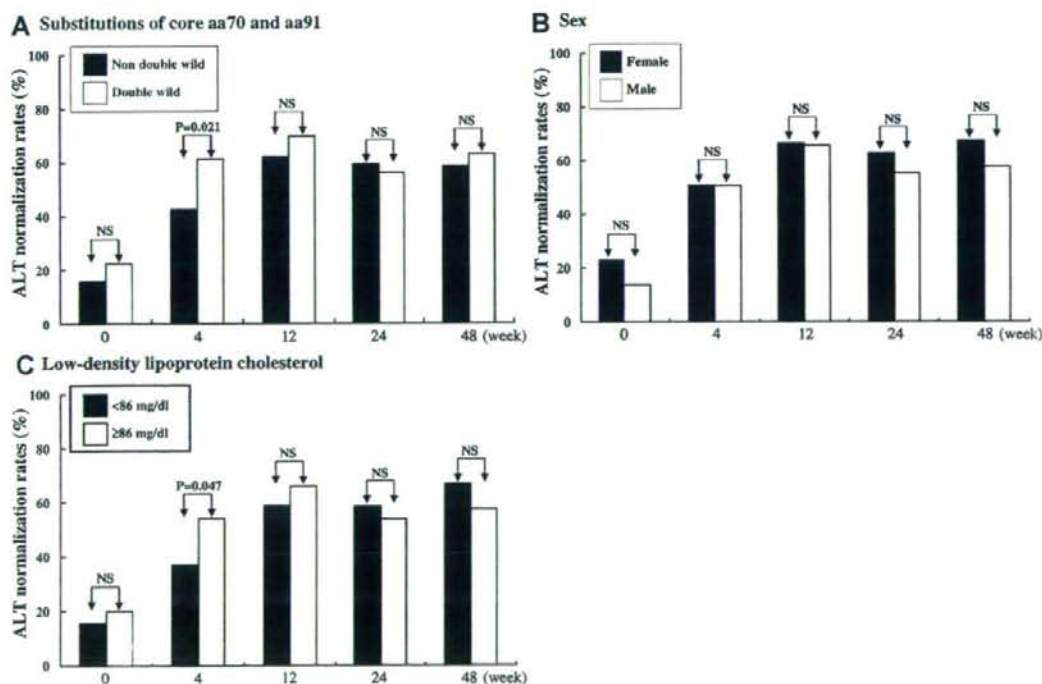 A Substitutions of core aa70 and aa91
ALT normalization rates (%)
100
80
60
40
20
0
Non double wild
Double wild
NS
P=0.021
NS
NS
NS
0 4 12 24 48 (week)
B Sex
ALT normalization rates (%)
100
80
60
40
20
0
Female
Male
NS
NS
NS
NS
NS
0 4 12 24 48 (week)
C Low-density lipoprotein cholesterol
ALT normalization rates (%)
100
80
60
40
20
0
<86 mg/dl
≥86 mg/dl
NS
P=0.047
NS
NS
NS
0 4 12 24 48 (week)